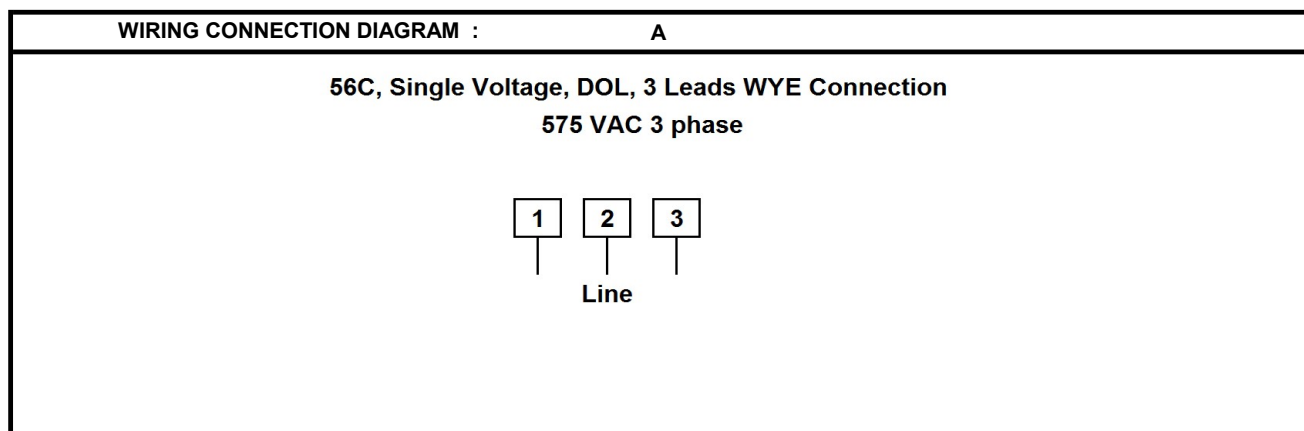 WIRING CONNECTION DIAGRAM : A
56C, Single Voltage, DOL, 3 Leads WYE Connection
575 VAC 3 phase
1 2 3
Line